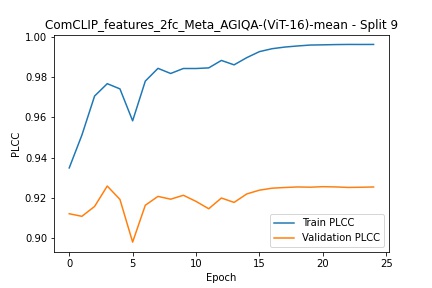 ComCLIP_features_2fc_Meta_AGIQA-(ViT-16)-mean - Split 9
1.00
0.98
0.96
0.94
0.92
0.90
PLCC
Train PLCC
Validation PLCC
0 5 10 15 20 25
Epoch